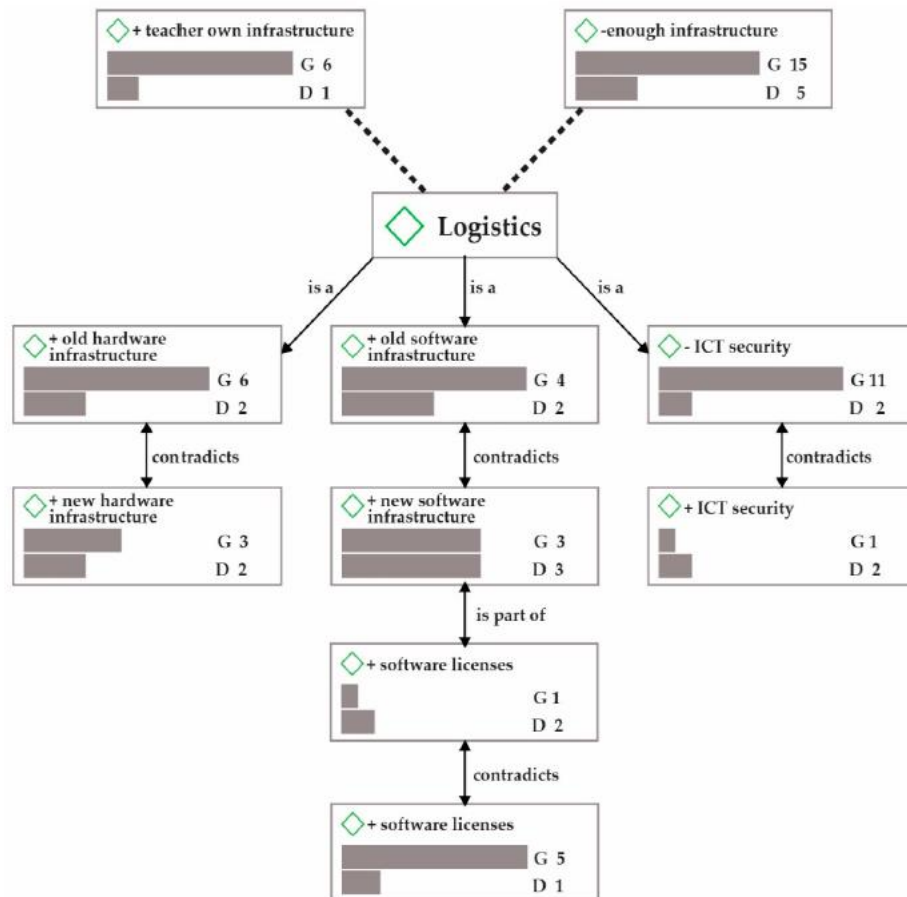 + teacher own infrastructure
G 6
D 1
-enough infrastructure
G 15
D 5
Logistics
is a
is a
is a
+ old hardware
infrastructure
G 6
D 2
+ old software
infrastructure
G 4
D 2
- ICT security
G 11
D 2
contradicts
contradicts
contradicts
+ new hardware
infrastructure
G 3
D 2
+ new software
infrastructure
G 3
D 3
+ ICT security
G 1
D 2
is part of
+ software licenses
G 1
D 2
contradicts
+ software licenses
G 5
D 1